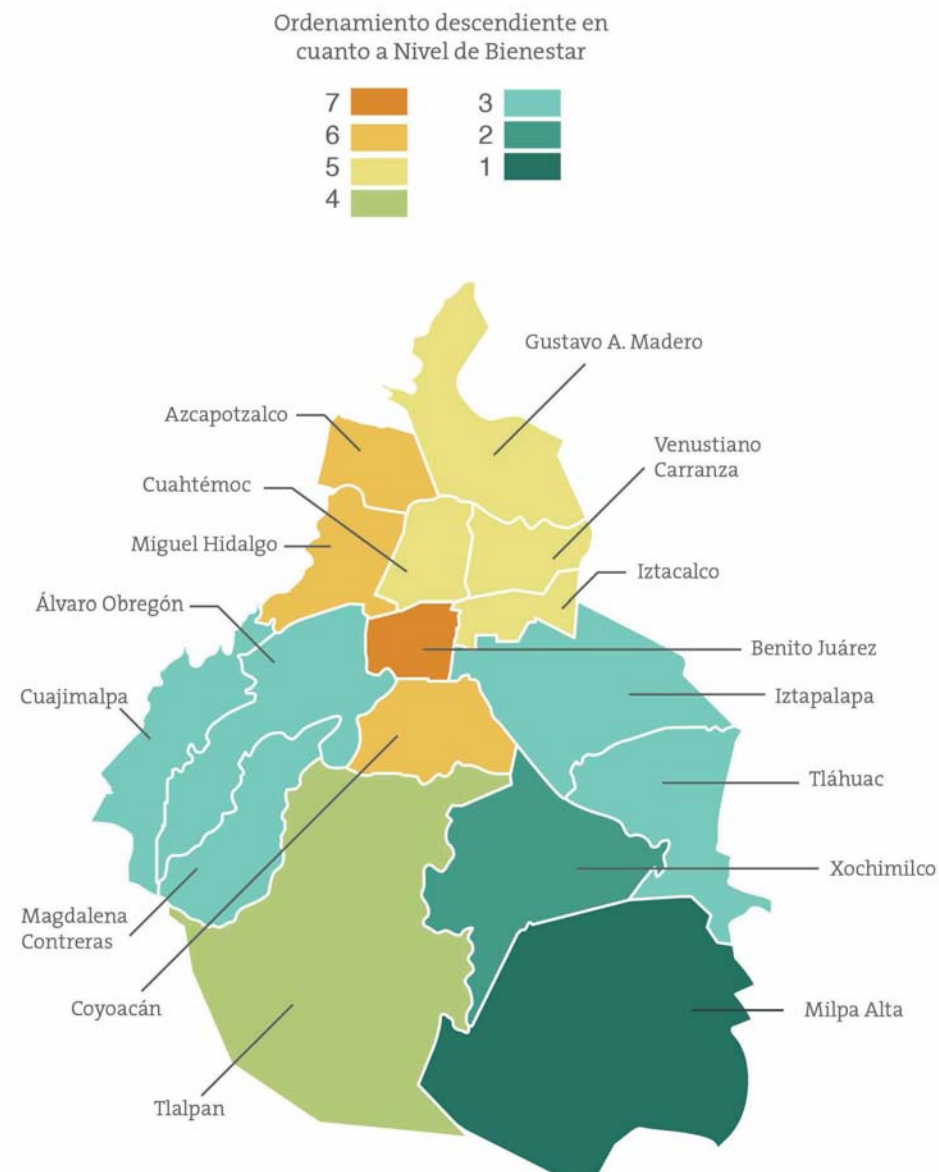 Ordenamiento descendiente en
cuanto a Nivel de Bienestar
7
6
5
4
3
2
1
Gustavo A. Madero
Azcapotzalco
Venustiano
Carranza
Cuahtémoc
Miguel Hidalgo
Iztacalco
Álvaro Obregón
Benito Juárez
Cuajimalpa
Iztapalapa
Tláhuac
Xochimilco
Magdalena
Contreras
Coyoacán
Milpa Alta
Tlalpan